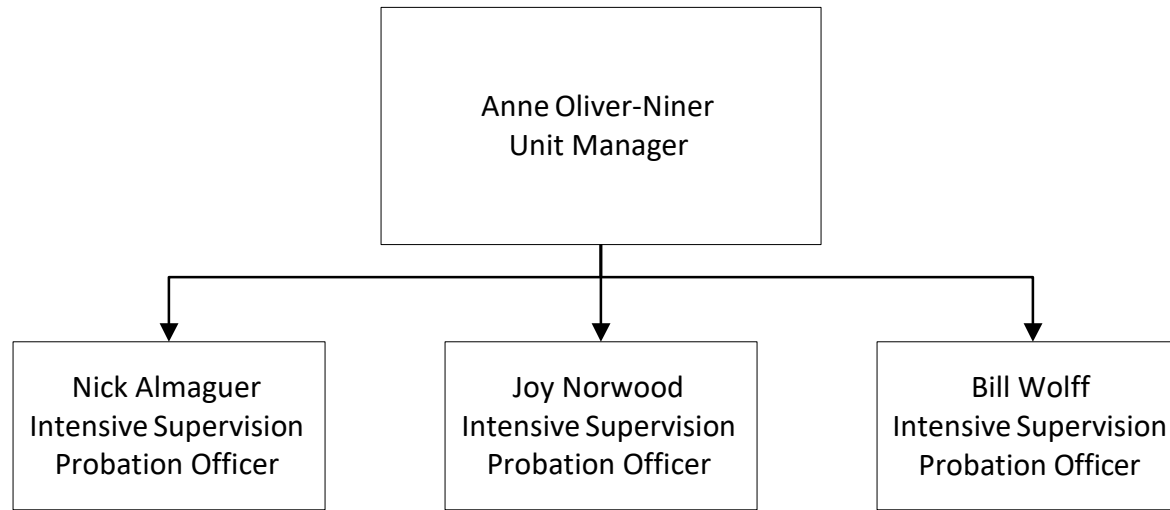 Anne Oliver-Niner
Unit Manager
Nick Almaguer
Intensive Supervision
Probation Officer
Joy Norwood
Intensive Supervision
Probation Officer
Bill Wolff
Intensive Supervision
Probation Officer